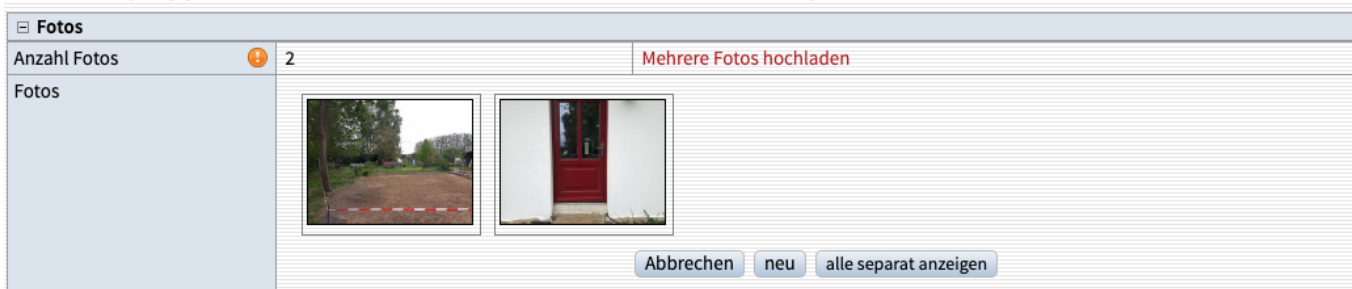 Fotos
Anzahl Fotos
2
Mehrere Fotos hochladen
Fotos
Abbrechen
neu
alle separat anzeigen